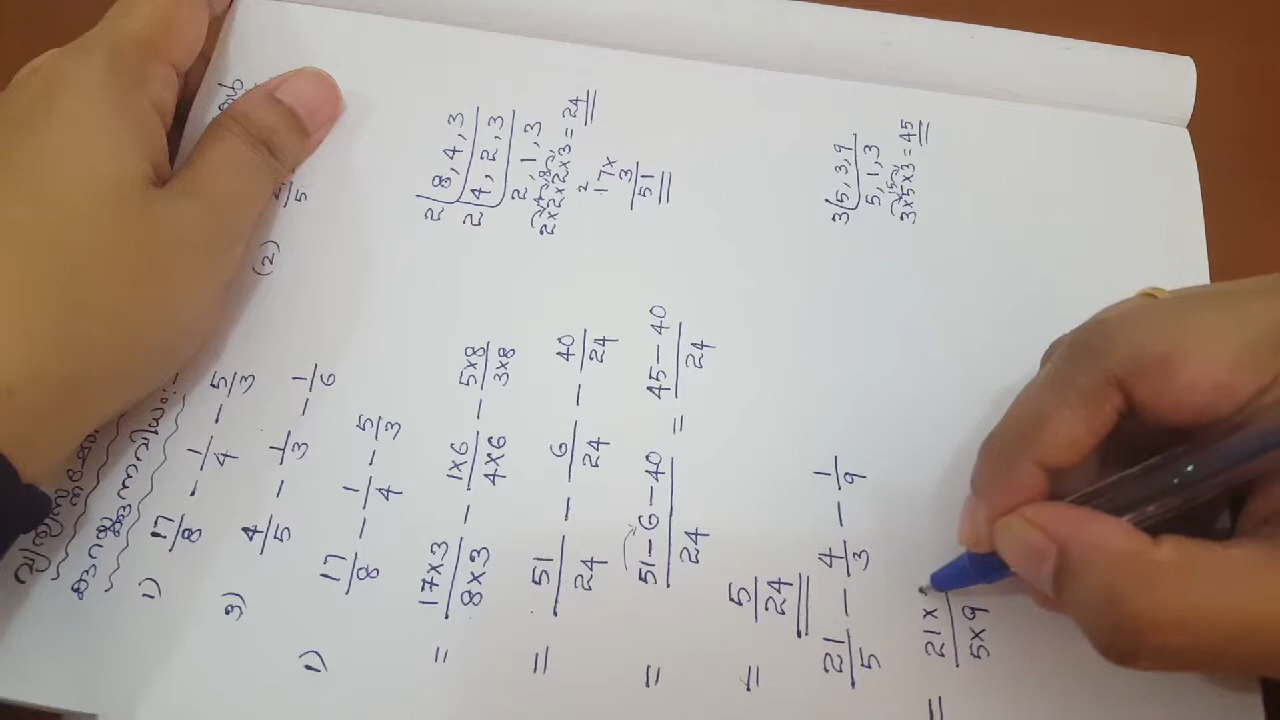 കുറയ്ക്കുന്ന വിധം:-
1) 17/8 - 1/4 - 5/3
(2)
3) 4/5 - 1/3 - 1/6
1) 17/8 - 1/4 - 5/3
= 17×3/8×3 - 1×6/4×6 - 5×8/3×8
= 51/24 - 6/24 - 40/24
= 51-6-40/24 = 45-40/24
= 5/24
21/5 - 4/3 - 1/9
= 21×/5×9
2 8, 4, 3
2 4, 2, 3
2, 1, 3
2×2×2×3 = 24
17×
3
51
3 5, 3, 9
5, 1, 3
3×5×3 = 45